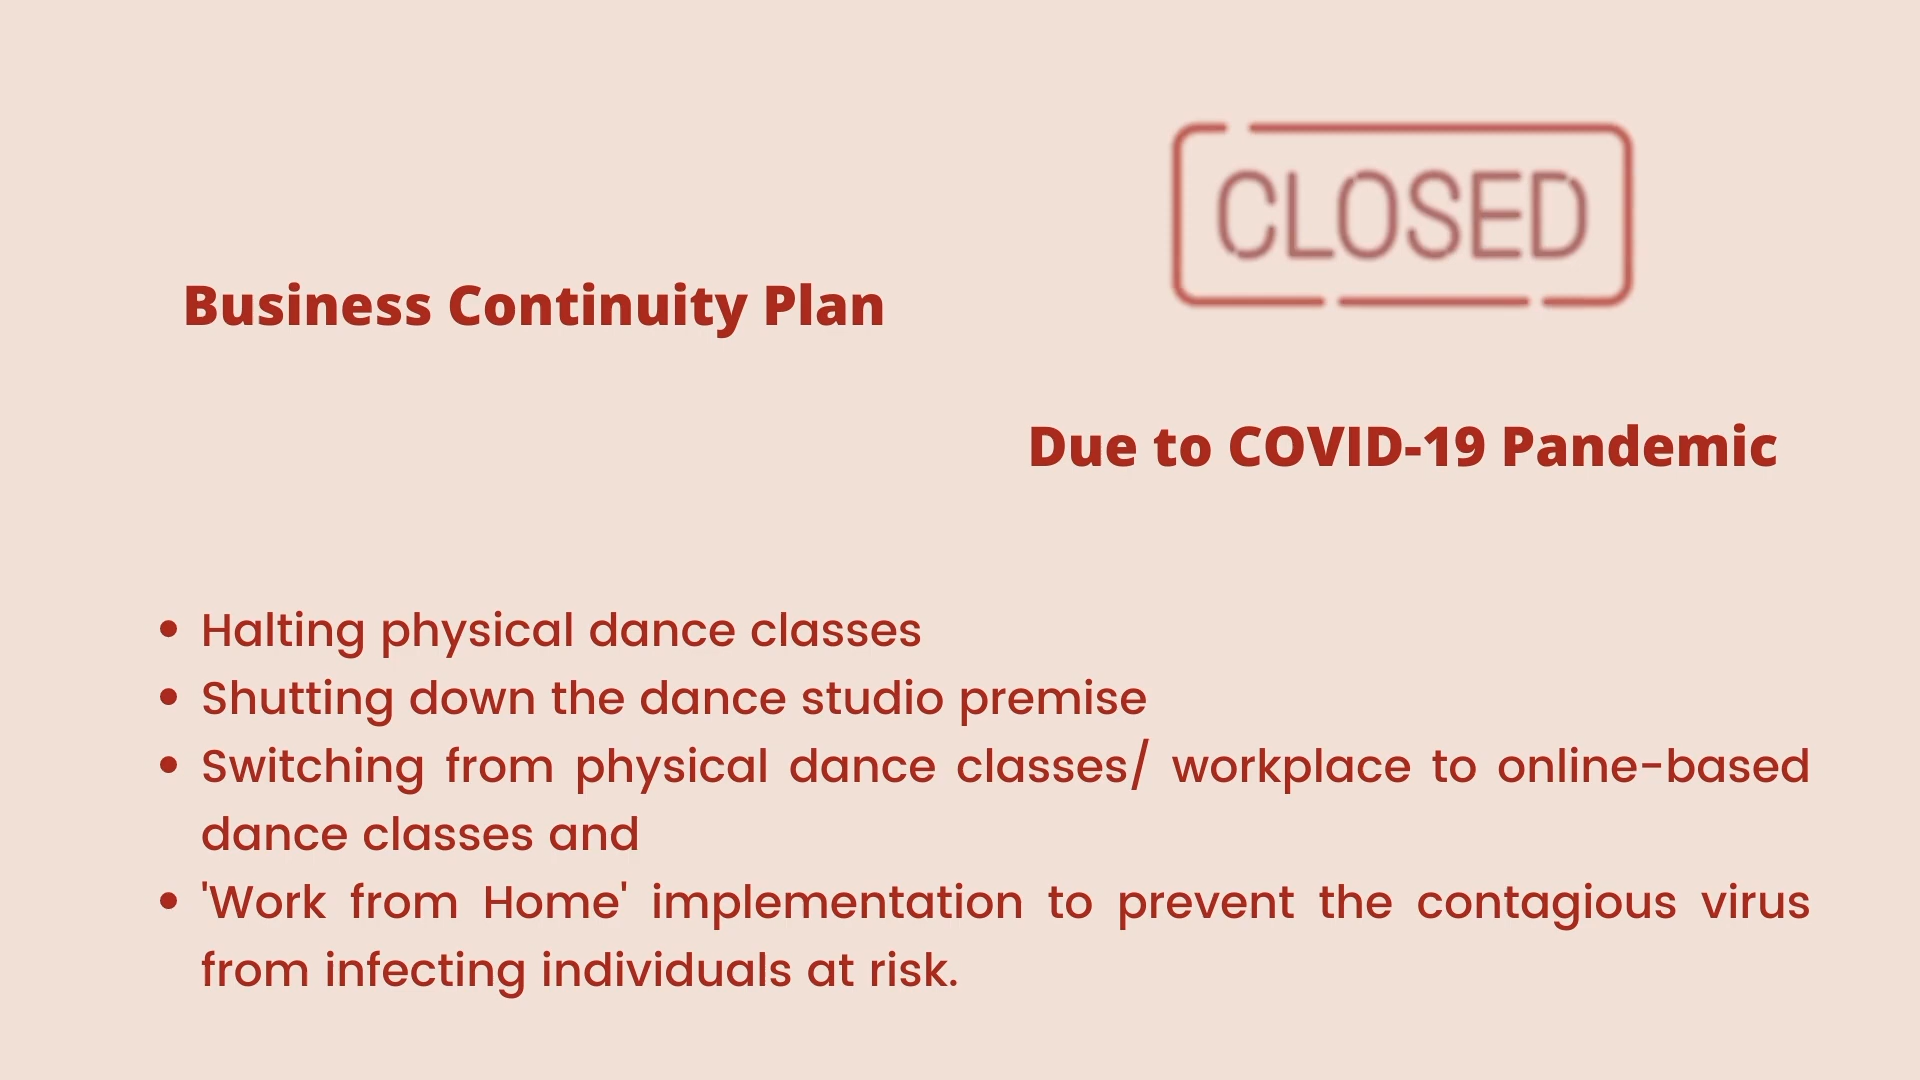 CLOSED
Business Continuity Plan
Due to COVID-19 Pandemic
• Halting physical dance classes
• Shutting down the dance studio premise
• Switching from physical dance classes/ workplace to online-based
dance classes and
• 'Work from Home' implementation to prevent the contagious virus
from infecting individuals at risk.